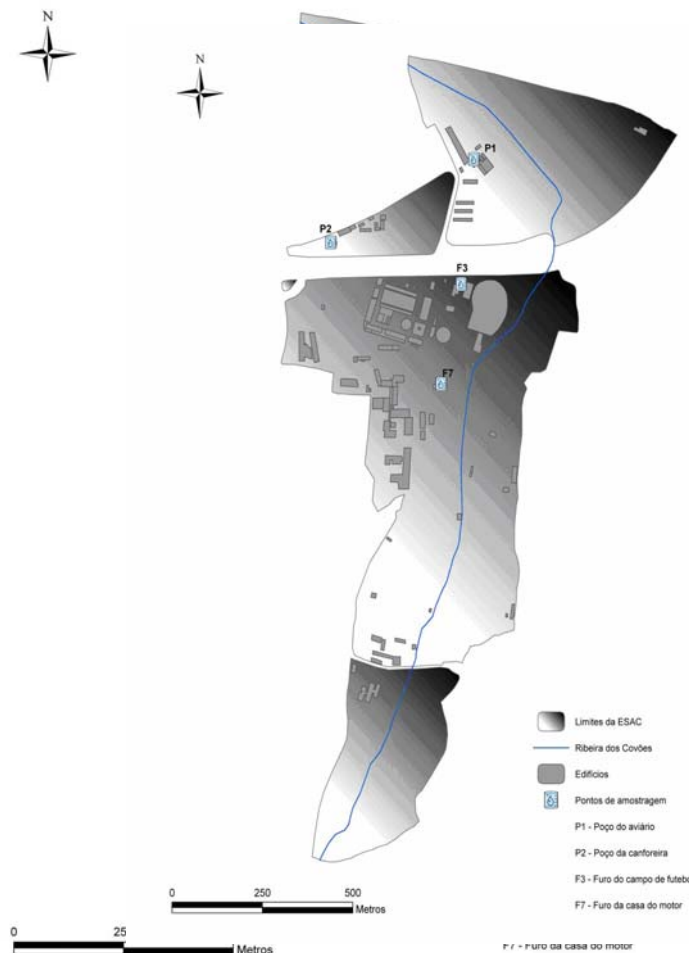 N
N
P1
P2
F3
F7
Limites da ESAC
Ribeira dos Covões
Edifícios
Pontos de amostragem
P1 - Poço do aviário
P2 - Poço da canforeira
F3 - Furo do campo de futebo
F7 - Furo da casa do motor
0 250 500
Metros
0 25
Metros
F7 - Furo da casa do motor